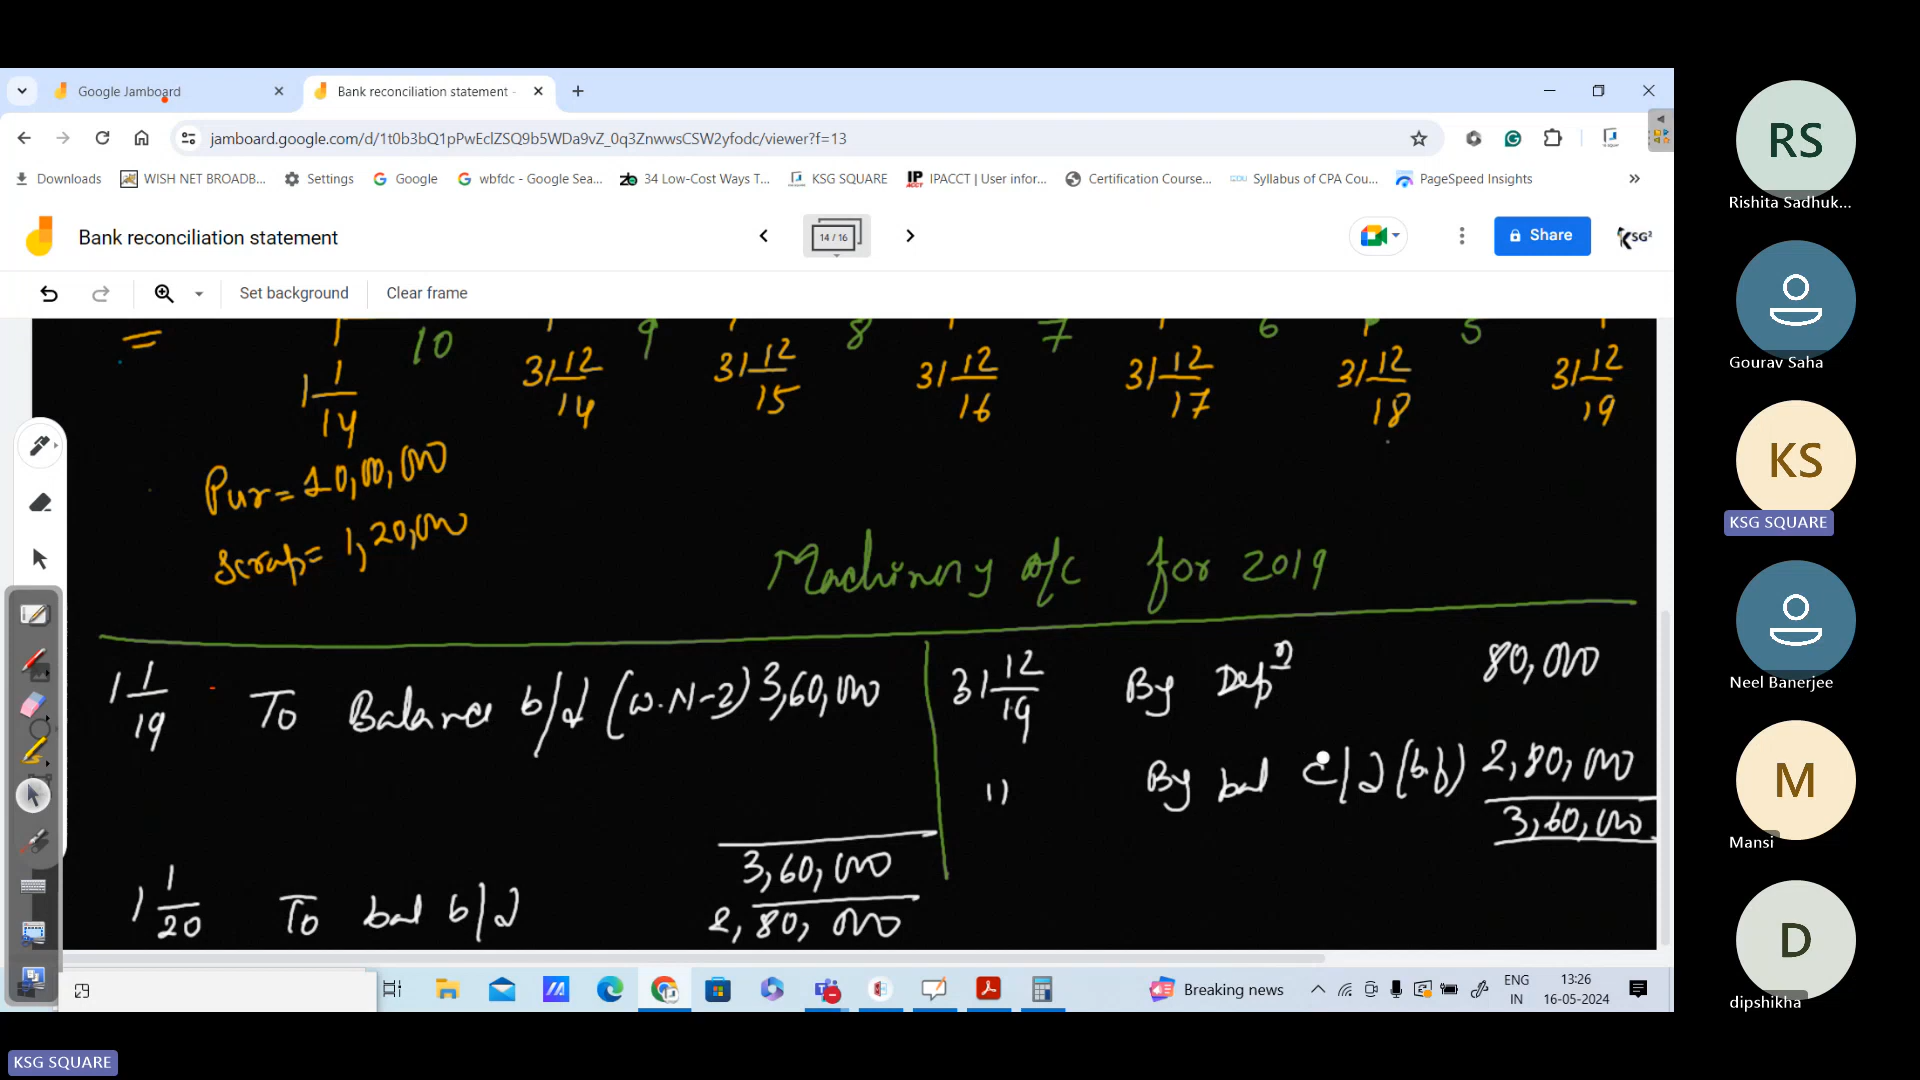 Google Jamboard
Bank reconciliation statement -
jamboard.google.com/d/1t0b3bQ1pPwEclZSQ9b5WDa9vZ_0q3ZnwwsCSW2yfodc/viewer?f=13
Downloads WISH NET BROADB... Settings Google wbfdc - Google Sea... 34 Low-Cost Ways T... KSG SQUARE IPACCT | User infor... Certification Course... Syllabus of CPA Cou... PageSpeed Insights »
Bank reconciliation statement
14 / 16
Share
KSG²
Set background Clear frame
= 10 9 8 7 6 5
1 1/14 31 12/14 31 12/15 31 12/16 31 12/17 31 12/18 31 12/19
Pur = 10,00,000
Scrap = 1,20,000
Machinery a/c for 2019
1 1/19 To Balance b/d (W.N-2) 3,60,000 31 12/19 By Depn 80,000
11 By bal c/d (b.f) 2,80,000
3,60,000
3,60,000
1 1/20 To bal b/d 2,80,000
Breaking news
ENG
IN
13:26
16-05-2024
RS
Rishita Sadhuk...
Gourav Saha
KS
KSG SQUARE
Neel Banerjee
M
Mansi
D
dipshikha
KSG SQUARE